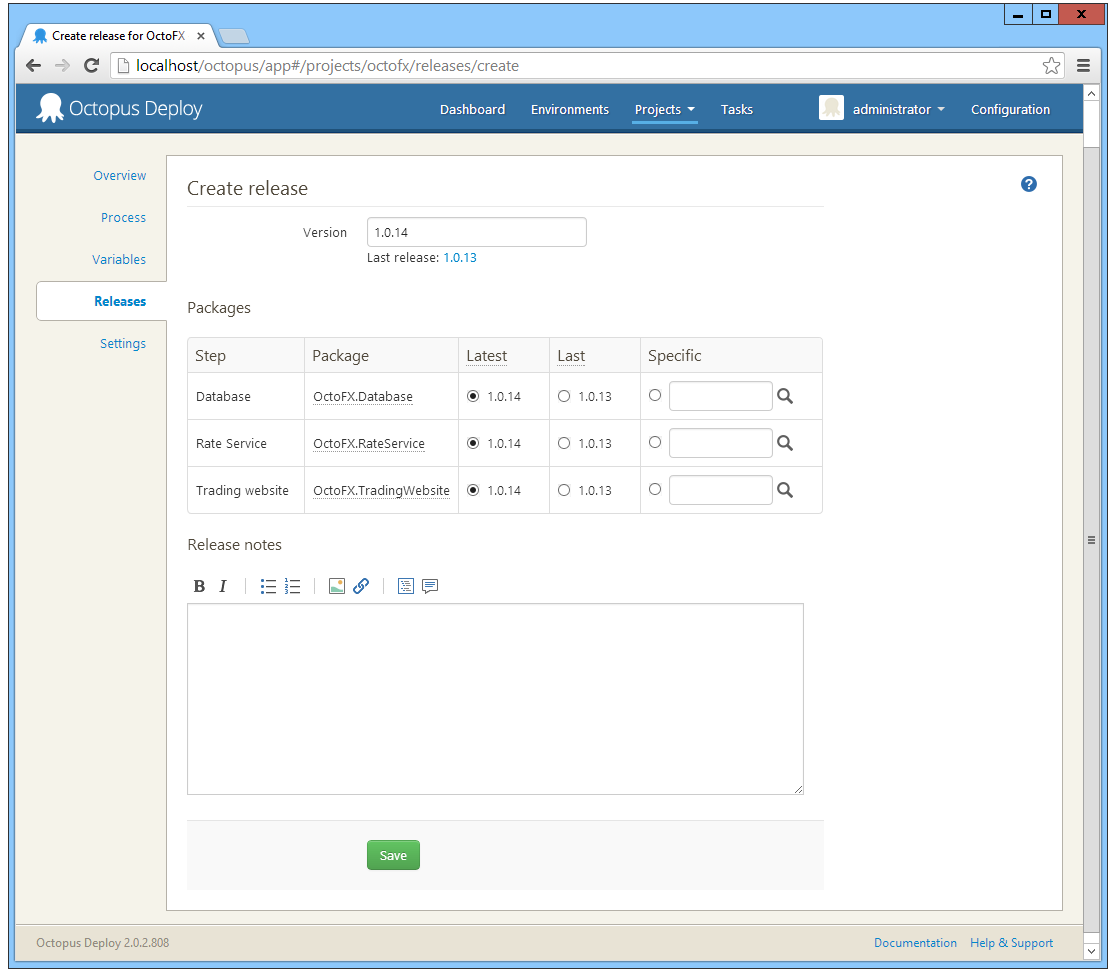 Create release for OctoFX
localhost/octopus/app#/projects/octofx/releases/create
Octopus Deploy Dashboard Environments Projects Tasks administrator Configuration
Overview
Process
Variables
Releases
Settings
Create release
Version 1.0.14
Last release: 1.0.13
Packages
Step Package Latest Last Specific
Database OctoFX.Database 1.0.14 1.0.13
Rate Service OctoFX.RateService 1.0.14 1.0.13
Trading website OctoFX.TradingWebsite 1.0.14 1.0.13
Release notes
B I
Save
Octopus Deploy 2.0.2.808 Documentation Help & Support